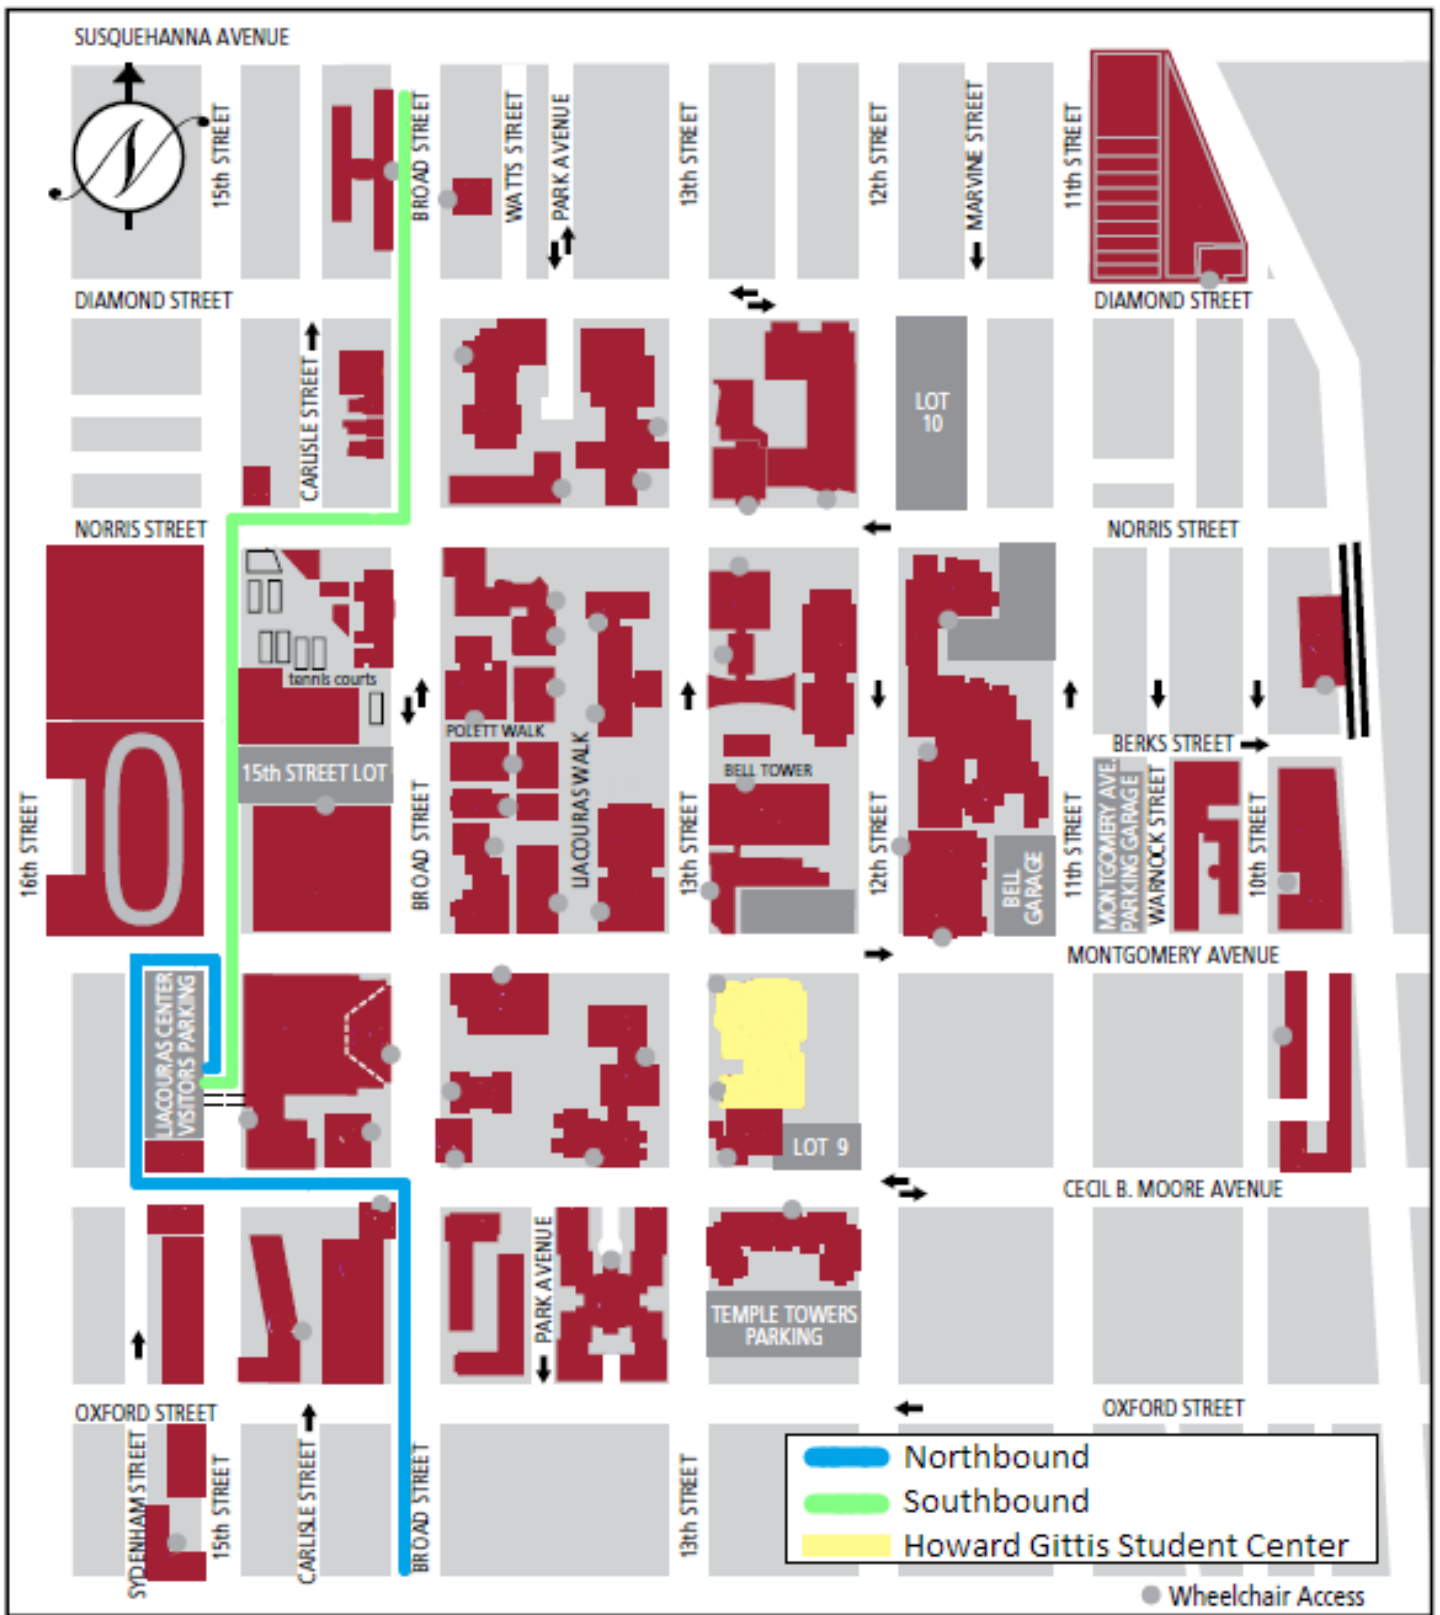 SUSQUEHANNA AVENUE
N
15th STREET
BROAD STREET
WATTS STREET
PARK AVENUE
13th STREET
12th STREET
MARVINE STREET
11th STREET
DIAMOND STREET
DIAMOND STREET
CARLISLE STREET
LOT
10
NORRIS STREET
NORRIS STREET
tennis courts
POLETT WALK
BERKS STREET
15th STREET LOT
BELL TOWER
16th STREET
BROAD STREET
LIACOURAS WALK
13th STREET
12th STREET
BELL
GARAGE
11th STREET
MONTGOMERY AVE.
PARKING GARAGE
WARNOCK STREET
10th STREET
MONTGOMERY AVENUE
LIACOURAS CENTER
VISITORS PARKING
LOT 9
CECIL B. MOORE AVENUE
PARK AVENUE
TEMPLE TOWERS
PARKING
OXFORD STREET
OXFORD STREET
SYDENHAM STREET
15th STREET
CARLISLE STREET
BROAD STREET
13th STREET
Northbound
Southbound
Howard Gittis Student Center
Wheelchair Access